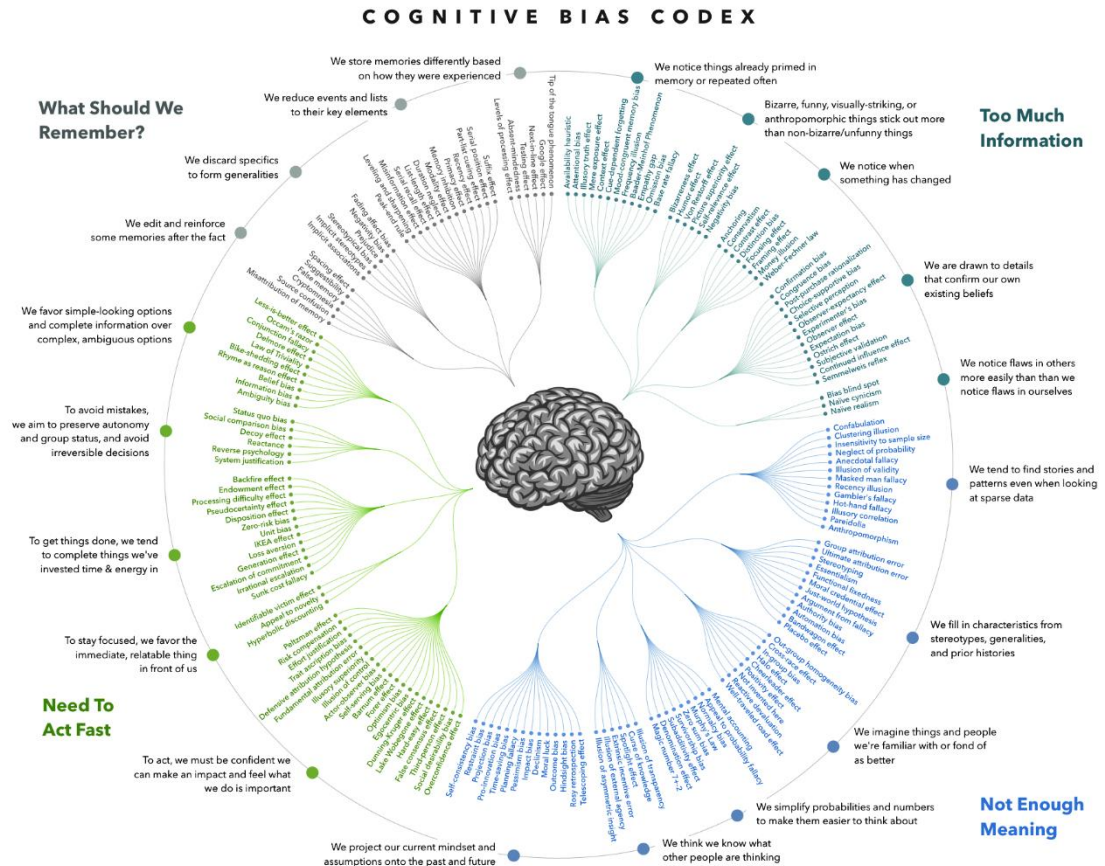 COGNITIVE BIAS CODEX
What Should We
Remember?
We store memories differently based
on how they were experienced
We reduce events and lists
to their key elements
We discard specifics
to form generalities
We edit and reinforce
some memories after the fact
Tip of the tongue phenomenon
Google effect
Next-in-line effect
Testing effect
Absent-mindedness
Levels of processing effect
Suffix effect
Serial position effect
Part-list cueing effect
Recency effect
Primacy effect
Memory inhibition
Modality effect
Duration neglect
List-length effect
Serial recall effect
Misinformation effect
Leveling and sharpening
Peak-end rule
Fading affect bias
Negativity bias
Prejudice
Stereotypical bias
Implicit stereotypes
Implicit associations
Spacing effect
Suggestibility
False memory
Cryptomnesia
Source confusion
Misattribution of memory
Too Much
Information
We notice things already primed in
memory or repeated often
Bizarre, funny, visually-striking, or
anthropomorphic things stick out more
than non-bizarre/unfunny things
We notice when
something has changed
We are drawn to details
that confirm our own
existing beliefs
We notice flaws in others
more easily than than we
notice flaws in ourselves
Availability heuristic
Attentional bias
Illusory truth effect
Mere exposure effect
Context effect
Cue-dependent forgetting
Mood-congruent memory bias
Frequency illusion
Baader-Meinhof Phenomenon
Empathy gap
Omission bias
Base rate fallacy
Bizarreness effect
Humor effect
Von Restorff effect
Picture superiority effect
Self-relevance effect
Negativity bias
Anchoring
Conservatism
Contrast effect
Distinction bias
Focusing effect
Framing effect
Money illusion
Weber-Fechner law
Confirmation bias
Congruence bias
Post-purchase rationalization
Choice-supportive bias
Selective perception
Observer-expectancy effect
Experimenter's bias
Observer effect
Expectation bias
Ostrich effect
Subjective validation
Continued influence effect
Semmelweis reflex
Bias blind spot
Naïve cynicism
Naïve realism
Not Enough
Meaning
We tend to find stories and
patterns even when looking
at sparse data
We fill in characteristics from
stereotypes, generalities,
and prior histories
We imagine things and people
we're familiar with or fond of
as better
We simplify probabilities and numbers
to make them easier to think about
We think we know what
other people are thinking
We project our current mindset and
assumptions onto the past and future
Confabulation
Clustering illusion
Insensitivity to sample size
Neglect of probability
Anecdotal fallacy
Illusion of validity
Masked man fallacy
Recency illusion
Gambler's fallacy
Hot-hand fallacy
Illusory correlation
Pareidolia
Anthropomorphism
Group attribution error
Ultimate attribution error
Stereotyping
Essentialism
Functional fixedness
Moral credential effect
Just-world hypothesis
Argument from fallacy
Authority bias
Automation bias
Bandwagon effect
Placebo effect
Out-group homogeneity bias
Cross-race effect
In-group bias
Halo effect
Cheerleader effect
Positivity effect
Not invented here
Reactive devaluation
Well-traveled road effect
Mental accounting
Appeal to probability fallacy
Normalcy bias
Murphy's Law
Zero sum bias
Survivorship bias
Subadditivity effect
Denomination effect
Magic number 7+-2
Illusion of transparency
Curse of knowledge
Spotlight effect
Extrinsic incentive error
Illusion of external agency
Illusion of asymmetric insight
Telescoping effect
Rosy retrospection
Hindsight bias
Outcome bias
Moral luck
Declinism
Impact bias
Pessimism bias
Planning fallacy
Time-saving bias
Pro-innovation bias
Projection bias
Restraint bias
Self-consistency bias
We favor simple-looking options
and complete information over
complex, ambiguous options
To avoid mistakes,
we aim to preserve autonomy
and group status, and avoid
irreversible decisions
To get things done, we tend
to complete things we've
invested time & energy in
To stay focused, we favor the
immediate, relatable thing
in front of us
Need To
Act Fast
To act, we must be confident we
can make an impact and feel what
we do is important
Less-is-better effect
Occam's razor
Conjunction fallacy
Delmore effect
Law of Triviality
Bike-shedding effect
Rhyme as reason effect
Belief bias
Information bias
Ambiguity bias
Status quo bias
Social comparison bias
Decoy effect
Reactance
Reverse psychology
System justification
Backfire effect
Endowment effect
Processing difficulty effect
Pseudocertainty effect
Disposition effect
Zero-risk bias
Unit bias
IKEA effect
Loss aversion
Generation effect
Escalation of commitment
Irrational escalation
Sunk cost fallacy
Identifiable victim effect
Appeal to novelty
Hyperbolic discounting
Peltzman effect
Risk compensation
Effort justification
Trait ascription bias
Defensive attribution hypothesis
Fundamental attribution error
Illusory superiority
Illusion of control
Actor-observer bias
Self-serving bias
Barnum effect
Forer effect
Optimism bias
Egocentric bias
Dunning-Kruger effect
Lake Wobegone effect
Hard-easy effect
False consensus effect
Third-person effect
Social desirability bias
Overconfidence effect